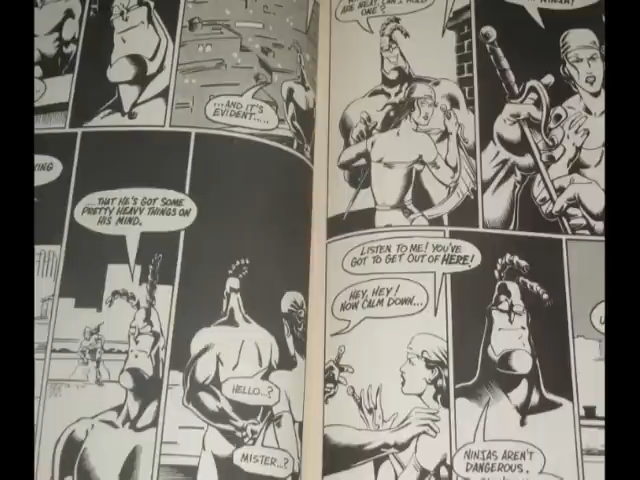 ...AND IT'S
EVIDENT.....
...THAT HE'S GOT SOME
PRETTY HEAVY THINGS ON
HIS MIND.
HELLO..?
MISTER..?
ONE'S
LISTEN TO ME! YOU'VE
GOT TO GET OUT OF HERE!
HEY, HEY!
NOW CALM DOWN...
NINJAS AREN'T
DANGEROUS.